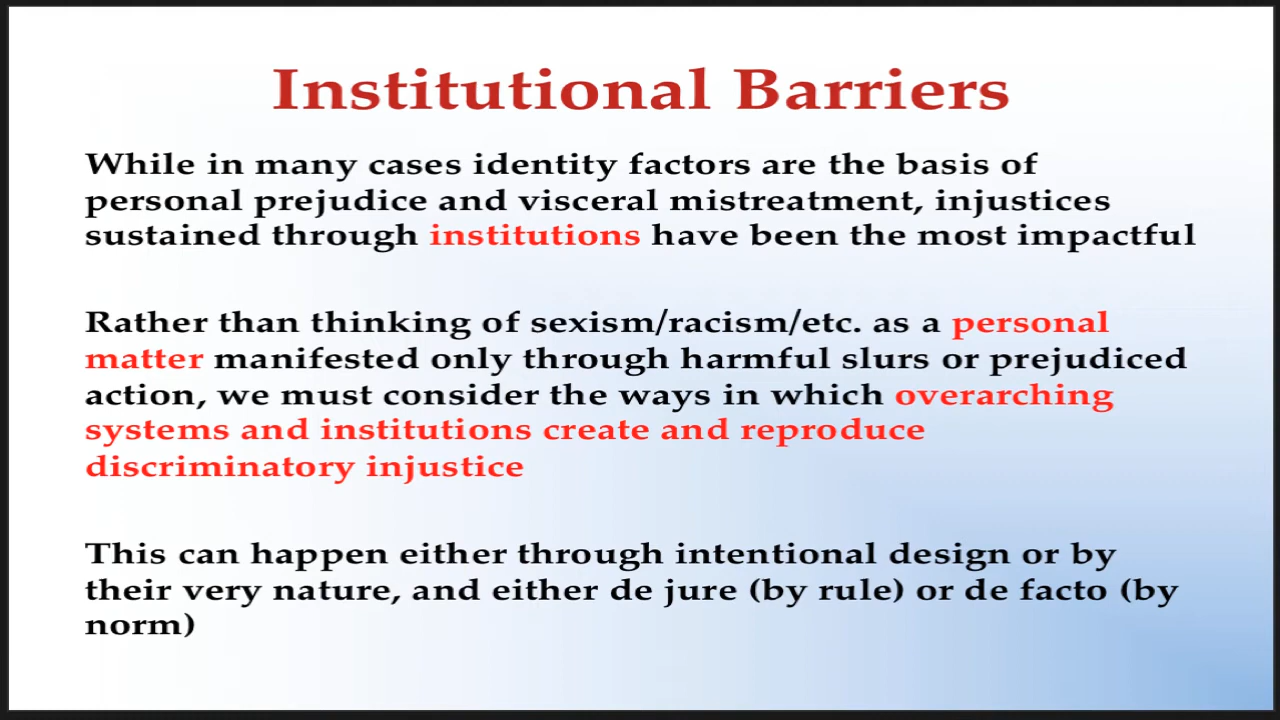 Institutional Barriers
While in many cases identity factors are the basis of
personal prejudice and visceral mistreatment, injustices
sustained through institutions have been the most impactful
Rather than thinking of sexism/racism/etc. as a personal
matter manifested only through harmful slurs or prejudiced
action, we must consider the ways in which overarching
systems and institutions create and reproduce
discriminatory injustice
This can happen either through intentional design or by
their very nature, and either de jure (by rule) or de facto (by
norm)